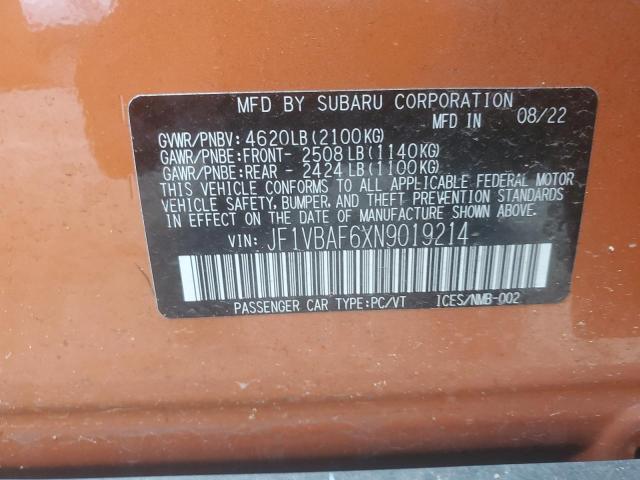 MFD BY SUBARU CORPORATION
MFD IN 08/22
GVWR/PNBV: 4620LB(2100KG)
GAWR/PNBE:FRONT- 2508LB(1140KG)
GAWR/PNBE:REAR - 2424LB(1100KG)
THIS VEHICLE CONFORMS TO ALL APPLICABLE FEDERAL MOTOR
VEHICLE SAFETY, BUMPER, AND THEFT PREVENTION STANDARDS
IN EFFECT ON THE DATE OF MANUFACTURE SHOWN ABOVE.
VIN: JF1VBAF6XN9019214
PASSENGER CAR TYPE:PC/VT ICES/NMB-002